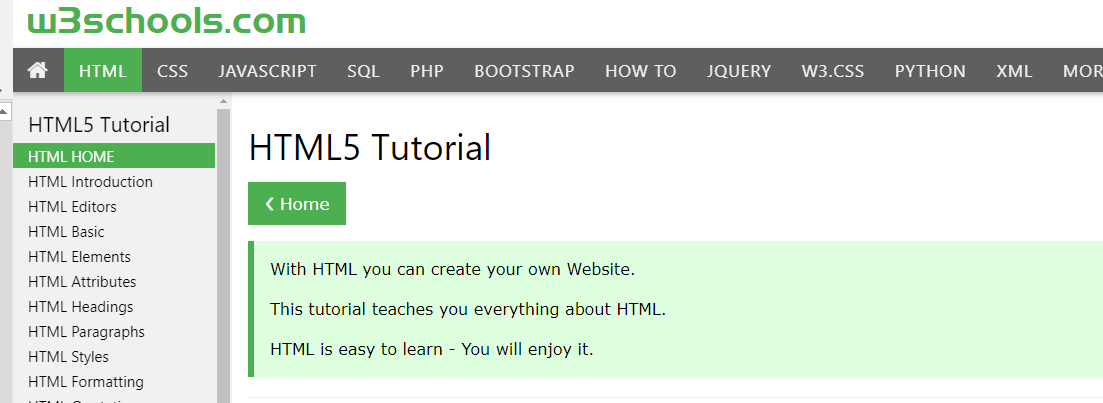 w3schools.com
HTML CSS JAVASCRIPT SQL PHP BOOTSTRAP HOW TO JQUERY W3.CSS PYTHON XML MOR
HTML5 Tutorial
HTML HOME
HTML Introduction
HTML Editors
HTML Basic
HTML Elements
HTML Attributes
HTML Headings
HTML Paragraphs
HTML Styles
HTML Formatting
HTML5 Tutorial
❮ Home
With HTML you can create your own Website.
This tutorial teaches you everything about HTML.
HTML is easy to learn - You will enjoy it.